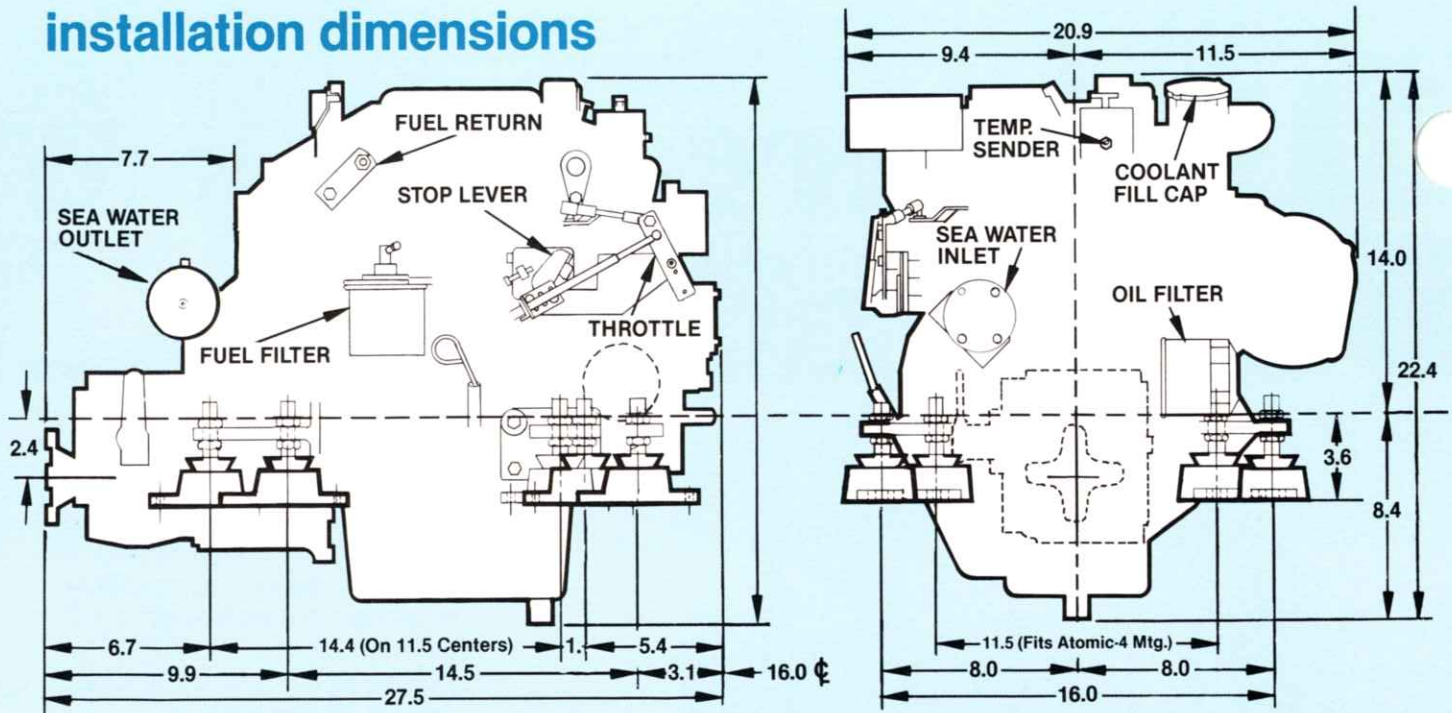 installation dimensions
20.9
9.4
11.5
FUEL RETURN
7.7
STOP LEVER
SEA WATER
OUTLET
TEMP.
SENDER
COOLANT
FILL CAP
SEA WATER
INLET
14.0
OIL FILTER
THROTTLE
FUEL FILTER
22.4
2.4
3.6
8.4
6.7
14.4 (On 11.5 Centers)
1.
5.4
11.5 (Fits Atomic-4 Mtg.)
9.9
14.5
3.1
16.0 ℄
8.0
8.0
27.5
16.0